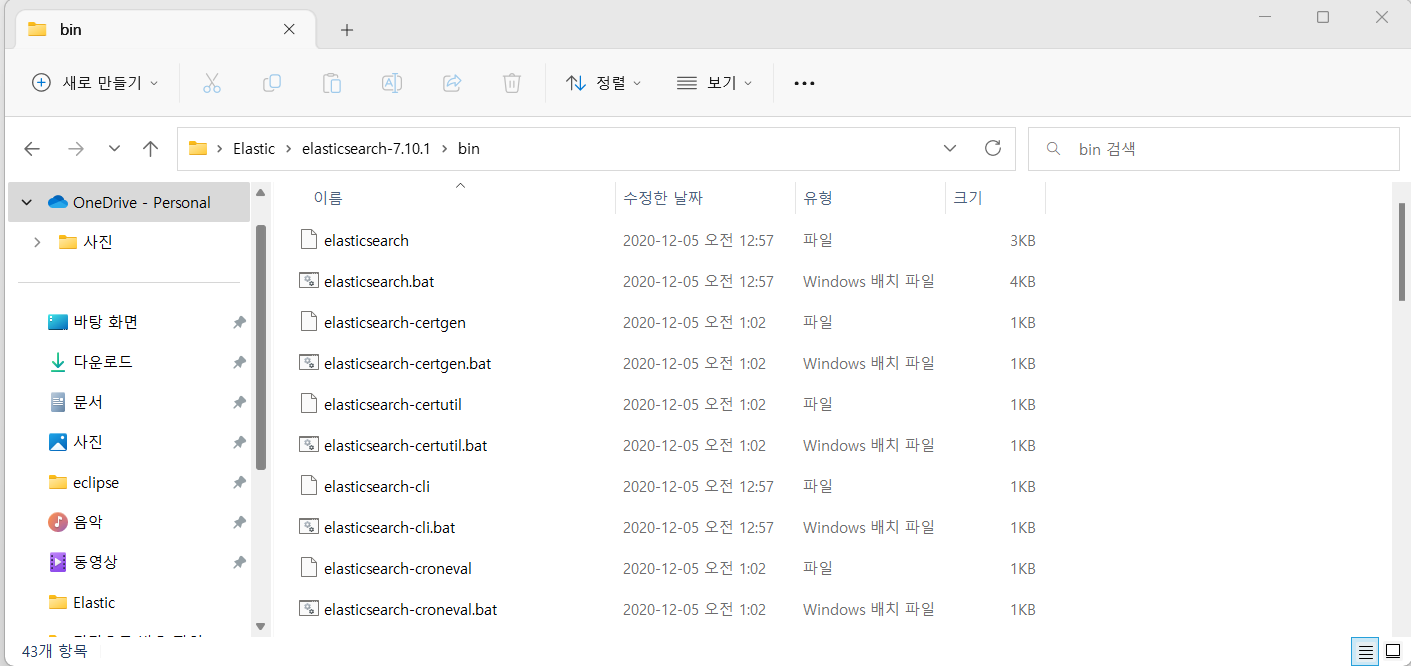 bin
새로 만들기
정렬
보기
Elastic > elasticsearch-7.10.1 > bin
bin 검색
OneDrive - Personal
사진
바탕 화면
다운로드
문서
사진
eclipse
음악
동영상
Elastic
이름 수정한 날짜 유형 크기
elasticsearch 2020-12-05 오전 12:57 파일 3KB
elasticsearch.bat 2020-12-05 오전 12:57 Windows 배치 파일 4KB
elasticsearch-certgen 2020-12-05 오전 1:02 파일 1KB
elasticsearch-certgen.bat 2020-12-05 오전 1:02 Windows 배치 파일 1KB
elasticsearch-certutil 2020-12-05 오전 1:02 파일 1KB
elasticsearch-certutil.bat 2020-12-05 오전 1:02 Windows 배치 파일 1KB
elasticsearch-cli 2020-12-05 오전 12:57 파일 1KB
elasticsearch-cli.bat 2020-12-05 오전 12:57 Windows 배치 파일 1KB
elasticsearch-croneval 2020-12-05 오전 1:02 파일 1KB
elasticsearch-croneval.bat 2020-12-05 오전 1:02 Windows 배치 파일 1KB
43개 항목